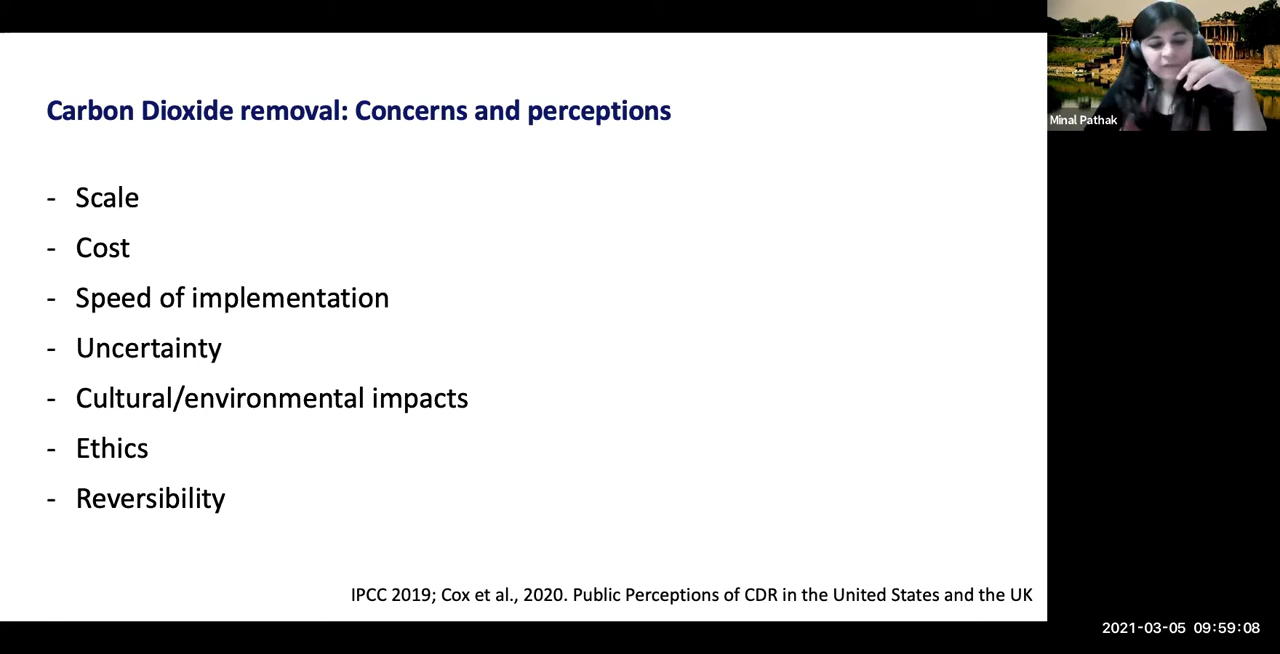 Carbon Dioxide removal: Concerns and perceptions
- Scale
- Cost
- Speed of implementation
- Uncertainty
- Cultural/environmental impacts
- Ethics
- Reversibility
IPCC 2019; Cox et al., 2020. Public Perceptions of CDR in the United States and the UK
Minal Pathak
2021-03-05 09:59:08